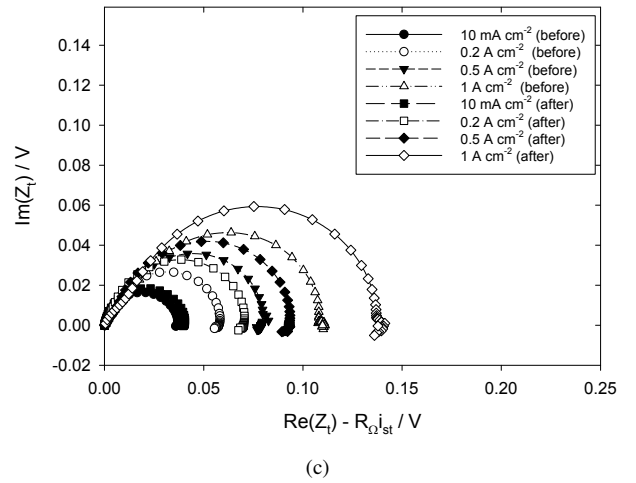 10 mA cm⁻² (before)
0.2 A cm⁻² (before)
0.5 A cm⁻² (before)
1 A cm⁻² (before)
10 mA cm⁻² (after)
0.2 A cm⁻² (after)
0.5 A cm⁻² (after)
1 A cm⁻² (after)
Im(Zₜ) / V
0.14
0.12
0.10
0.08
0.06
0.04
0.02
0.00
-0.02
0.00 0.05 0.10 0.15 0.20 0.25
Re(Zₜ) - R_Ωi_st / V
(c)